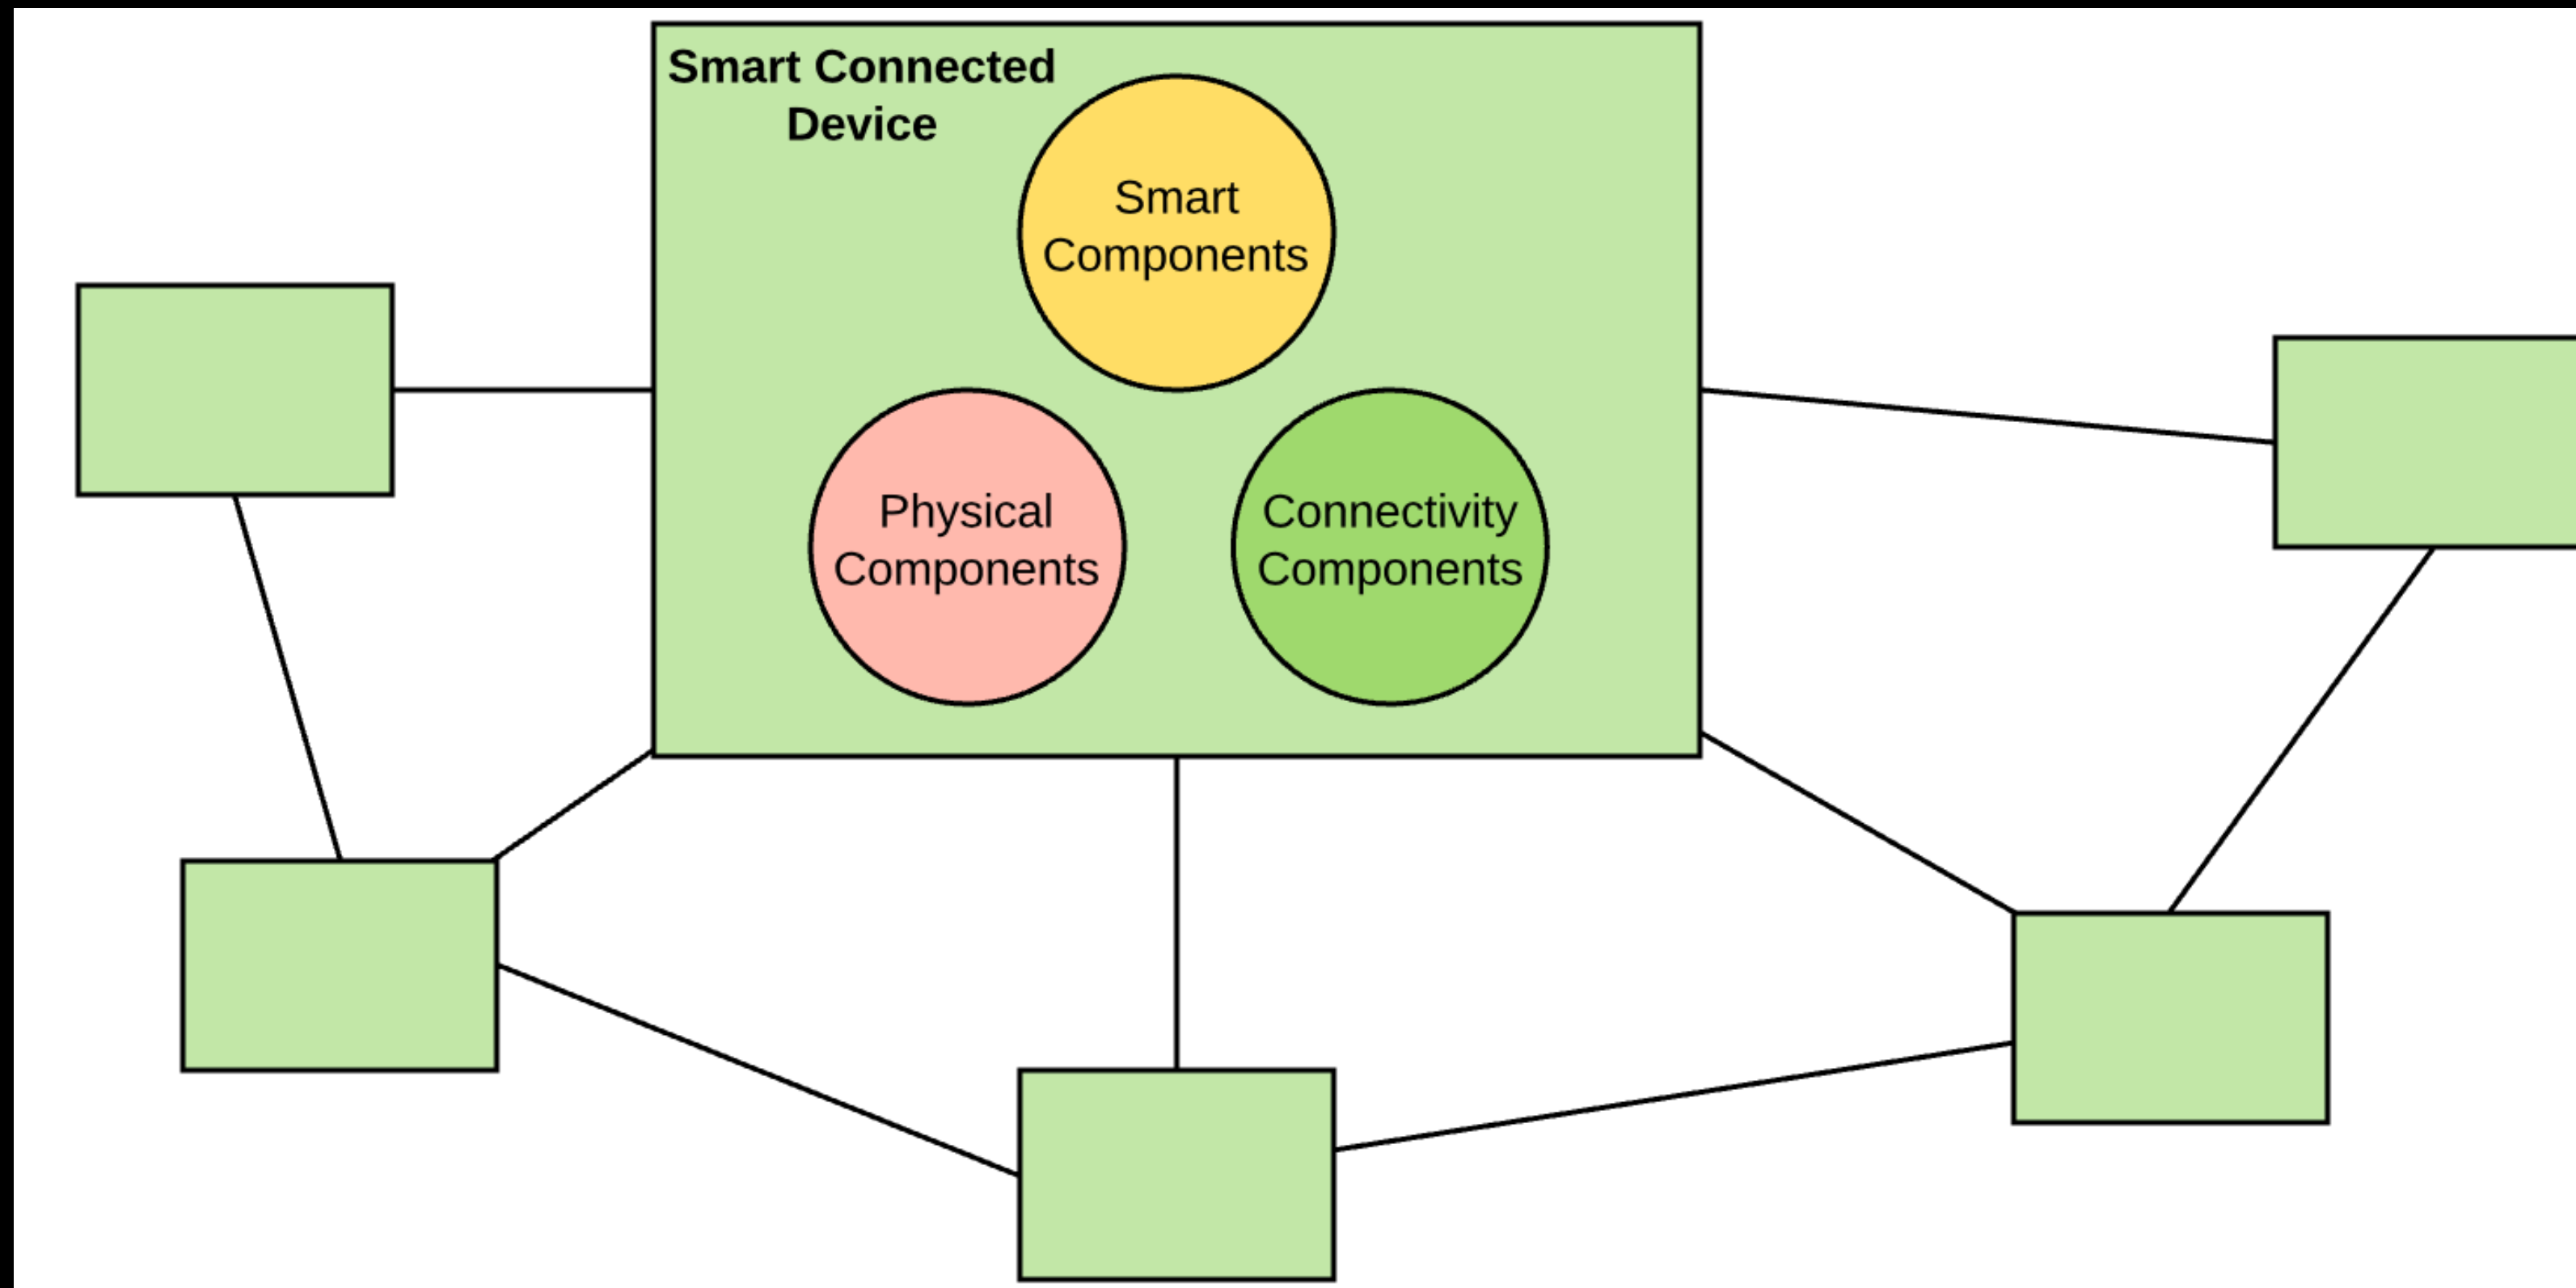 Smart Connected
Device
Smart
Components
Physical
Components
Connectivity
Components